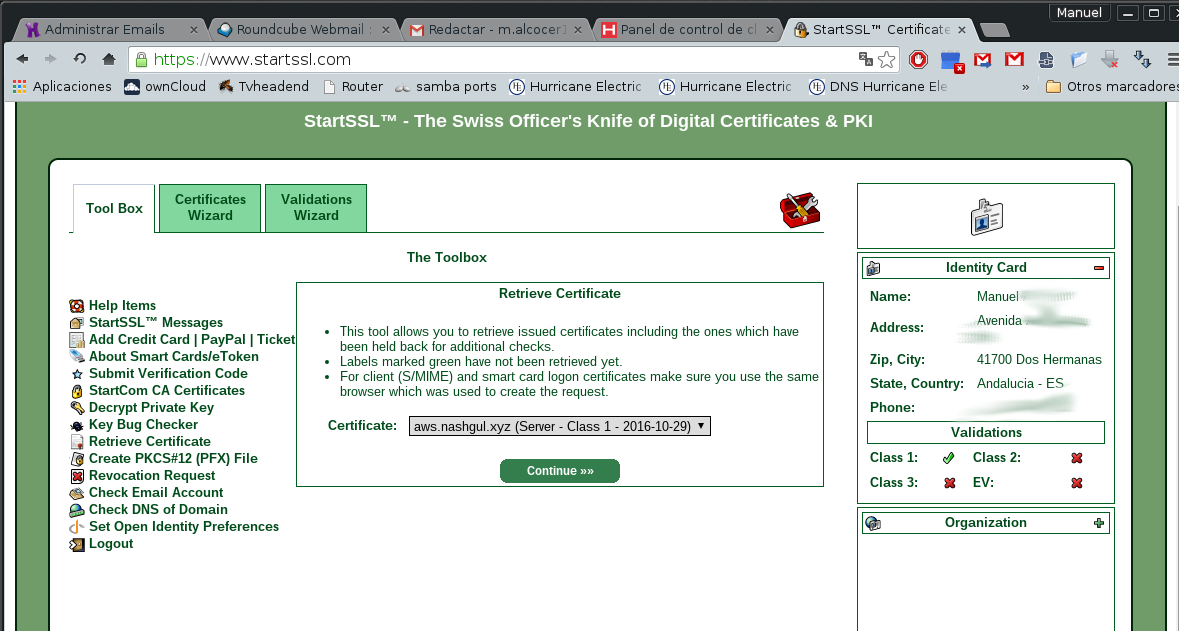 Manuel
Administrar Emails
Roundcube Webmail :
Redactar - m.alcocer1
Panel de control de cl
StartSSL™ Certificate
https://www.startssl.com
Aplicaciones
ownCloud
Tvheadend
Router
samba ports
Hurricane Electric
Hurricane Electric
DNS Hurricane Ele
»
Otros marcadores
StartSSL™ - The Swiss Officer's Knife of Digital Certificates & PKI
Tool Box
Certificates
Wizard
Validations
Wizard
The Toolbox
Help Items
StartSSL™ Messages
Add Credit Card | PayPal | Ticket
About Smart Cards/eToken
Submit Verification Code
StartCom CA Certificates
Decrypt Private Key
Key Bug Checker
Retrieve Certificate
Create PKCS#12 (PFX) File
Revocation Request
Check Email Account
Check DNS of Domain
Set Open Identity Preferences
Logout
Retrieve Certificate
• This tool allows you to retrieve issued certificates including the ones which have
been held back for additional checks.
• Labels marked green have not been retrieved yet.
• For client (S/MIME) and smart card logon certificates make sure you use the same
browser which was used to create the request.
Certificate: aws.nashgul.xyz (Server - Class 1 - 2016-10-29)
Continue »»
Identity Card
Name: Manuel
Address: Avenida
Zip, City: 41700 Dos Hermanas
State, Country: Andalucia - ES
Phone:
Validations
Class 1: Class 2:
Class 3: EV:
Organization